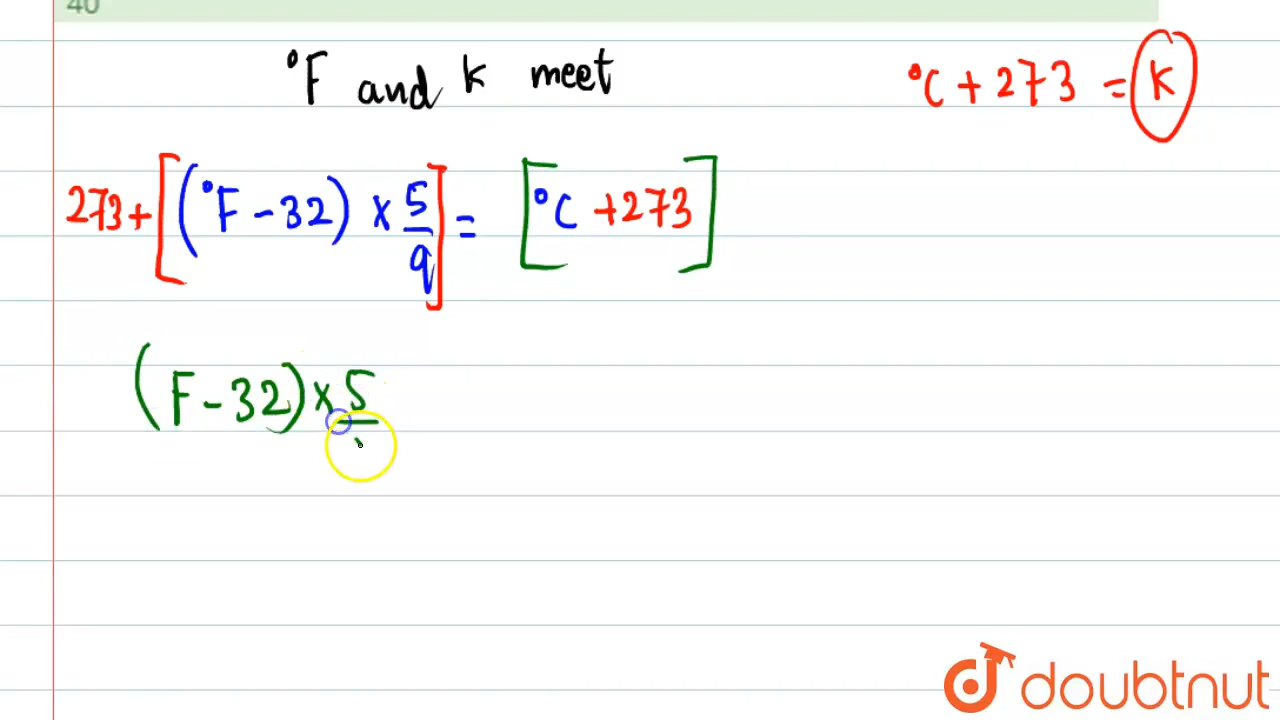 40
°F and K meet
°C + 273 = K
273 + [(°F - 32) × 5/9] = [°C + 273]
(F - 32) × 5
doubtnut